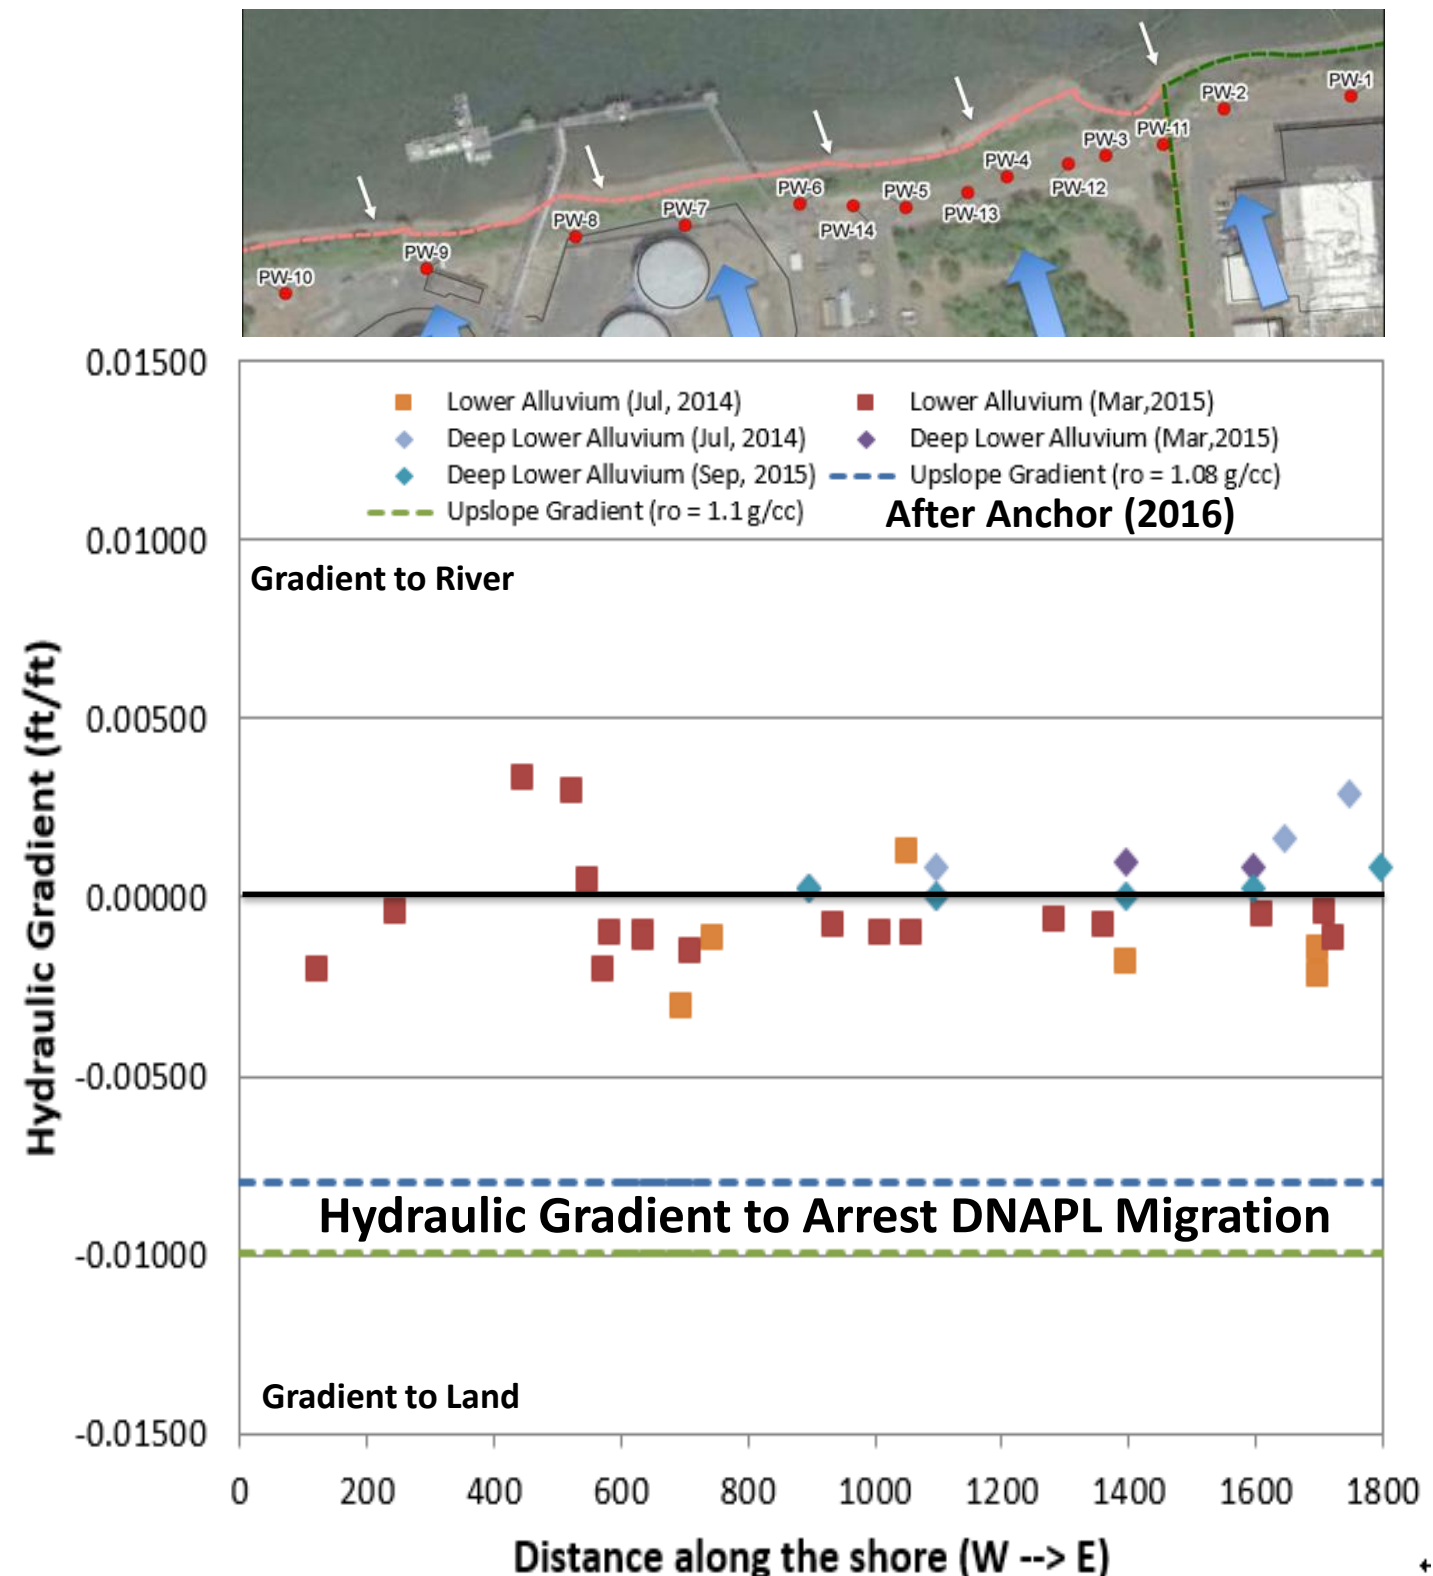 PW-1
PW-2
PW-11
PW-3
PW-4
PW-12
PW-6
PW-5
PW-13
PW-8
PW-7
PW-14
PW-9
PW-10
0.01500
Lower Alluvium (Jul, 2014)
Lower Alluvium (Mar,2015)
Deep Lower Alluvium (Jul, 2014)
Deep Lower Alluvium (Mar,2015)
Deep Lower Alluvium (Sep, 2015)
Upslope Gradient (ro = 1.08 g/cc)
Upslope Gradient (ro = 1.1 g/cc)
After Anchor (2016)
0.01000
Gradient to River
0.00500
Hydraulic Gradient (ft/ft)
0.00000
-0.00500
Hydraulic Gradient to Arrest DNAPL Migration
-0.01000
Gradient to Land
-0.01500
0 200 400 600 800 1000 1200 1400 1600 1800
Distance along the shore (W --> E)